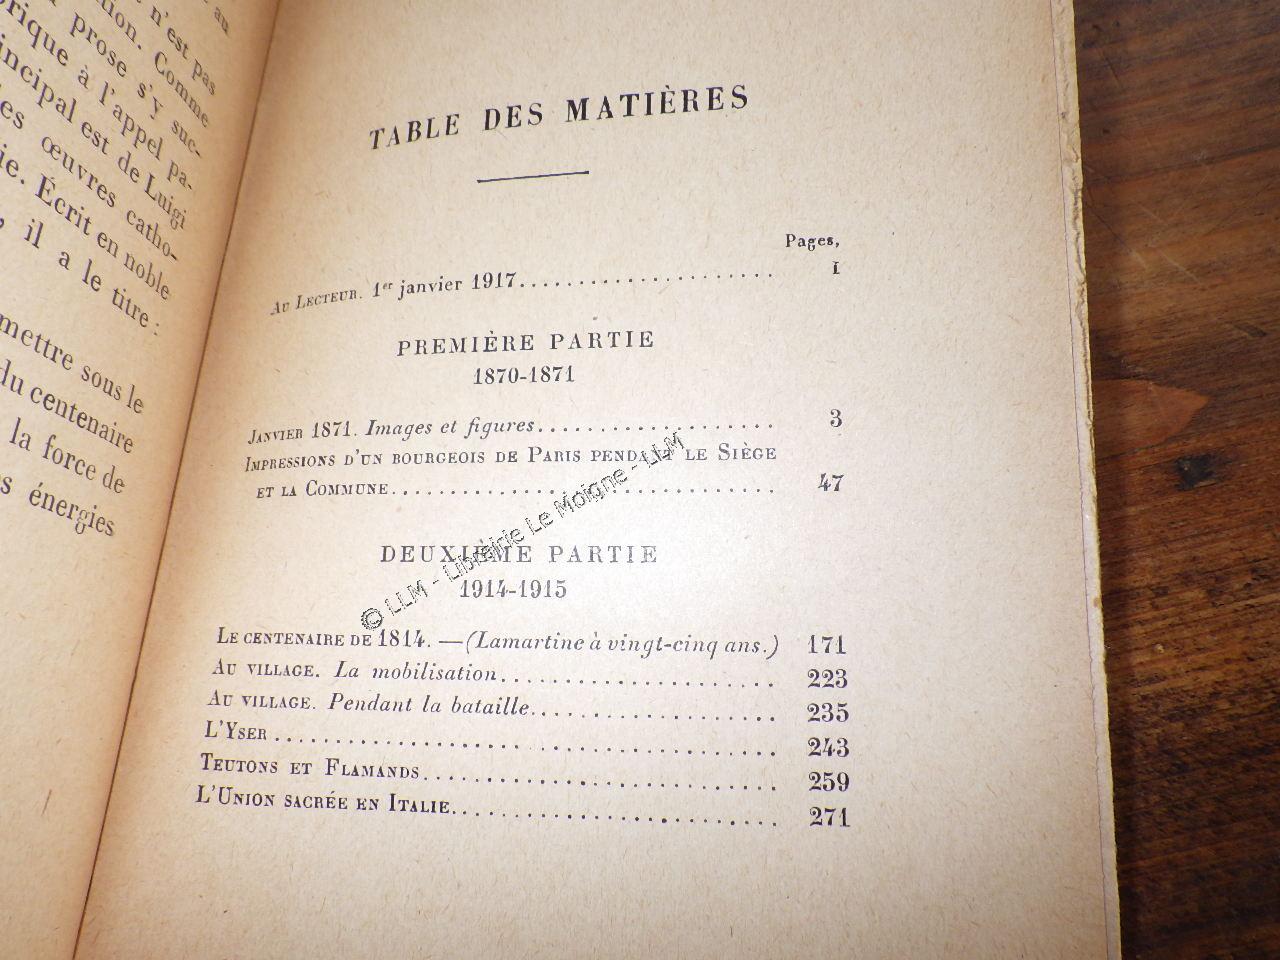 au
n'est pas
tion. Comme
prose s'y suc-
rique à l'appel pa-
incipal est de Luigi
es œuvres catho-
ie. Écrit en noble
, il a le titre :
mettre sous le
du centenaire
la force de
s énergies
TABLE DES MATIÈRES
Pages,
AU LECTEUR. 1er janvier 1917.................... I
PREMIÈRE PARTIE
1870-1871
JANVIER 1871. Images et figures.................... 3
IMPRESSIONS D'UN BOURGEOIS DE PARIS PENDANT LE SIÈGE
ET LA COMMUNE.............................. 47
DEUXIÈME PARTIE
1914-1915
LE CENTENAIRE DE 1814. — (Lamartine à vingt-cinq ans.) 171
AU VILLAGE. La mobilisation...................... 223
AU VILLAGE. Pendant la bataille.................... 235
L'YSER........................................ 243
TEUTONS ET FLAMANDS............................ 259
L'UNION SACRÉE EN ITALIE.......................... 271
© LLM - Librairie Le Moigne - LLM